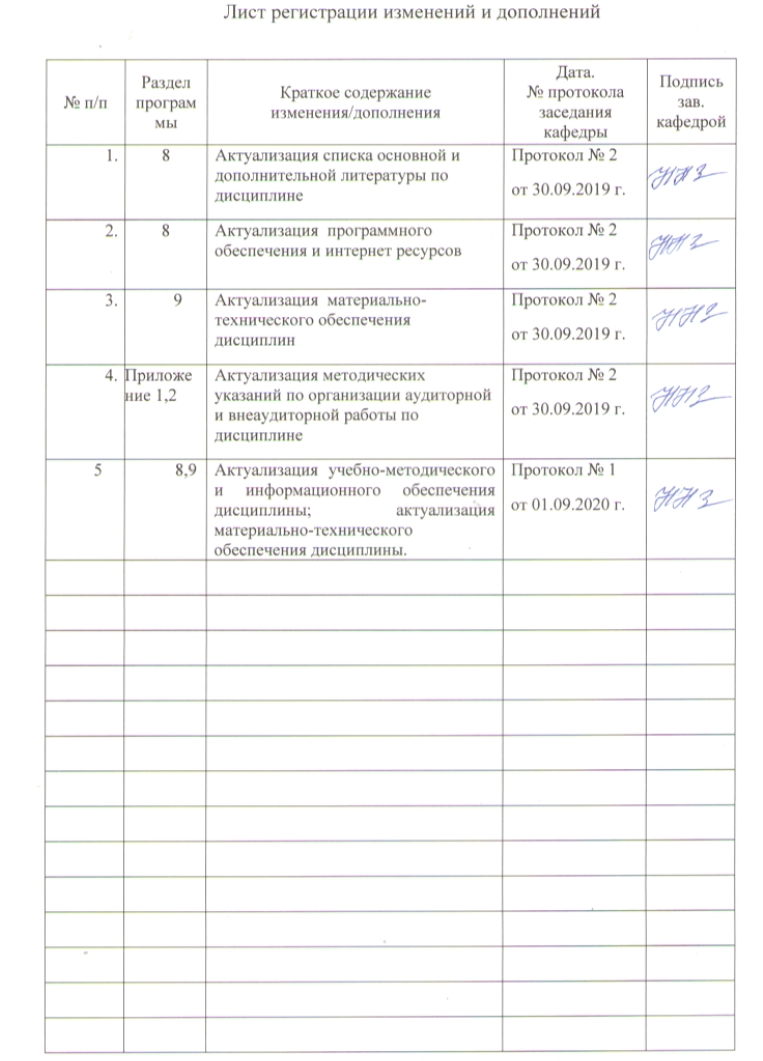 Лист регистрации изменений и дополнений
№ п/п
Раздел
програм
мы
Краткое содержание
изменения/дополнения
Дата.
№ протокола
заседания
кафедры
Подпись
зав.
кафедрой
1.
8
Актуализация списка основной и
дополнительной литературы по
дисциплине
Протокол № 2
от 30.09.2019 г.
2.
8
Актуализация программного
обеспечения и интернет ресурсов
Протокол № 2
от 30.09.2019 г.
3.
9
Актуализация материально-
технического обеспечения
дисциплин
Протокол № 2
от 30.09.2019 г.
4.
Приложе
ние 1,2
Актуализация методических
указаний по организации аудиторной
и внеаудиторной работы по
дисциплине
Протокол № 2
от 30.09.2019 г.
5
8,9
Актуализация учебно-методического
и информационного обеспечения
дисциплины; актуализация
материально-технического
обеспечения дисциплины.
Протокол № 1
от 01.09.2020 г.